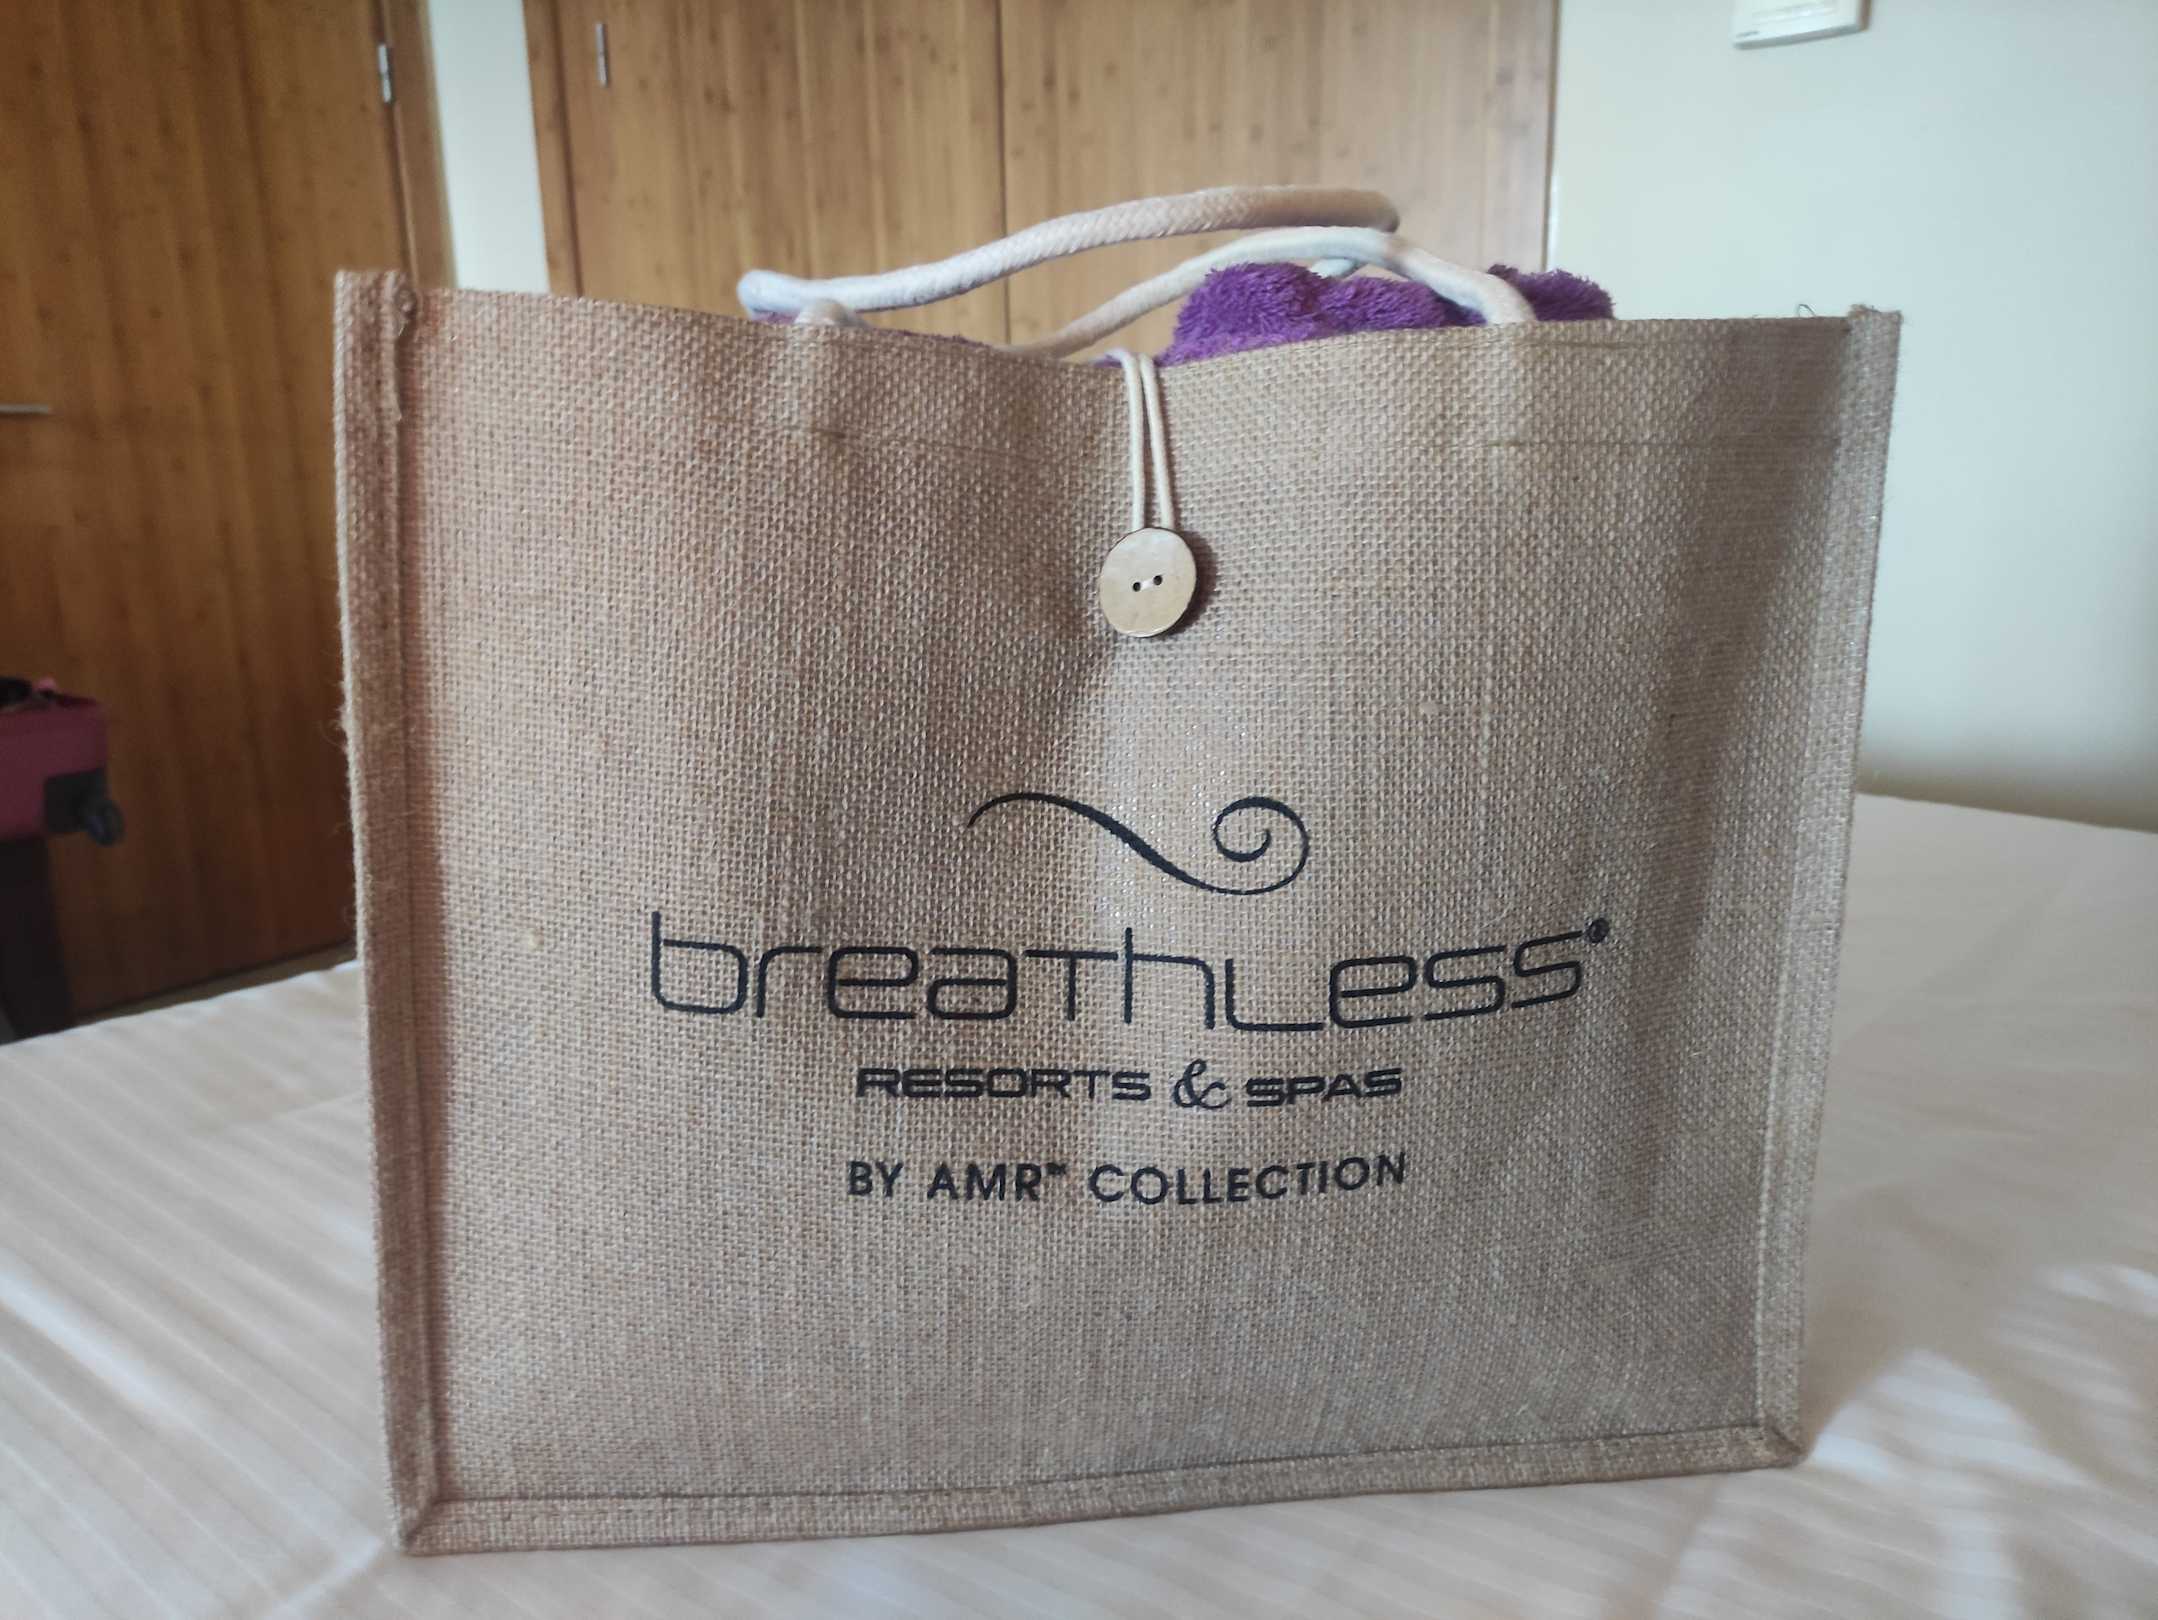 breathless®
RESORTS & SPAS
BY AMR™ COLLECTION